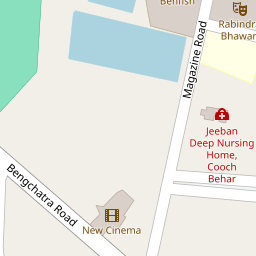 Benfish
Rabindra
Bhawan
Magazine Road
Jeeban
Deep Nursing
Home,
Cooch
Behar
Bengchatra Road
New Cinema